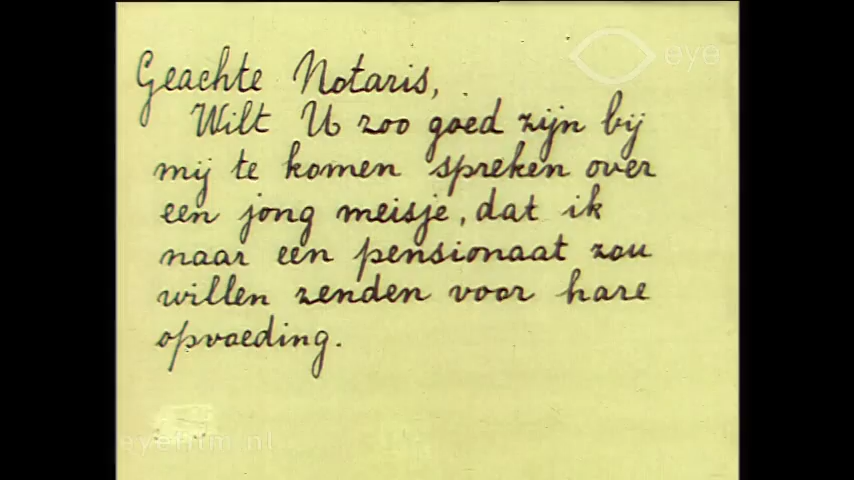 eye
Geachte Notaris,
Wilt U zoo goed zijn bij
mij te komen spreken over
een jong meisje, dat ik
naar een pensionaat zou
willen zenden voor hare
opvoeding.
eyefilm.nl